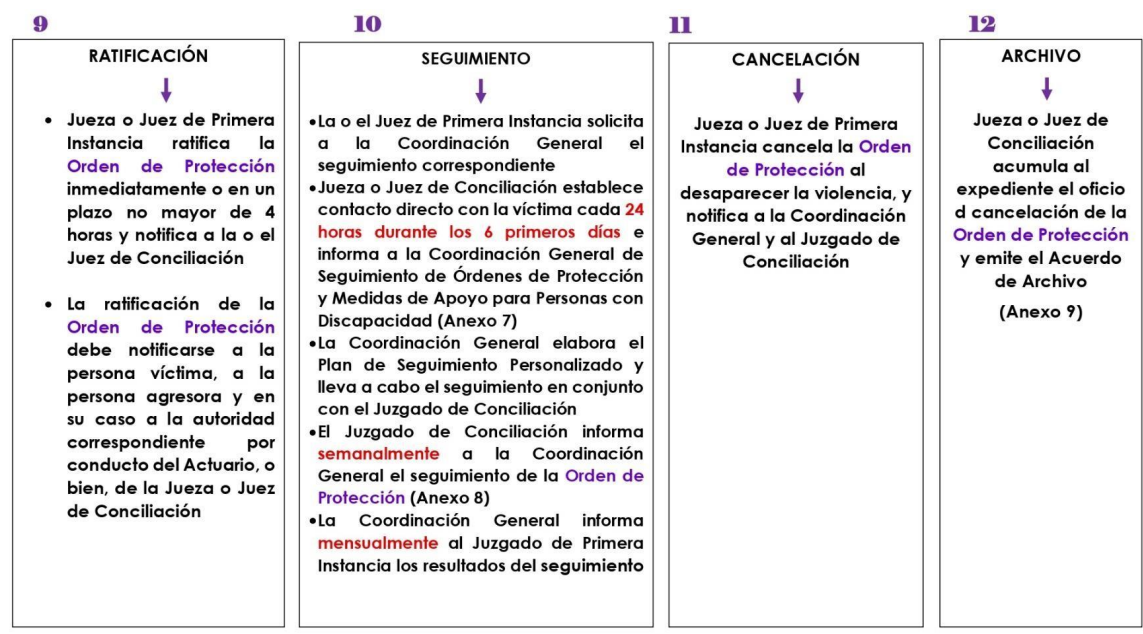 9
RATIFICACIÓN
• Jueza o Juez de Primera
Instancia ratifica la
Orden de Protección
inmediatamente o en un
plazo no mayor de 4
horas y notifica a la o el
Juez de Conciliación
• La ratificación de la
Orden de Protección
debe notificarse a la
persona víctima, a la
persona agresora y en
su caso a la autoridad
correspondiente por
conducto del Actuario, o
bien, de la Jueza o Juez
de Conciliación
10
SEGUIMIENTO
•La o el Juez de Primera Instancia solicita
a la Coordinación General el
seguimiento correspondiente
•Jueza o Juez de Conciliación establece
contacto directo con la víctima cada 24
horas durante los 6 primeros días e
informa a la Coordinación General de
Seguimiento de Órdenes de Protección
y Medidas de Apoyo para Personas con
Discapacidad (Anexo 7)
•La Coordinación General elabora el
Plan de Seguimiento Personalizado y
lleva a cabo el seguimiento en conjunto
con el Juzgado de Conciliación
•El Juzgado de Conciliación informa
semanalmente a la Coordinación
General el seguimiento de la Orden de
Protección (Anexo 8)
•La Coordinación General informa
mensualmente al Juzgado de Primera
Instancia los resultados del seguimiento
11
CANCELACIÓN
Jueza o Juez de Primera
Instancia cancela la Orden
de Protección al
desaparecer la violencia, y
notifica a la Coordinación
General y al Juzgado de
Conciliación
12
ARCHIVO
Jueza o Juez de
Conciliación
acumula al
expediente el oficio
d cancelación de la
Orden de Protección
y emite el Acuerdo
de Archivo
(Anexo 9)